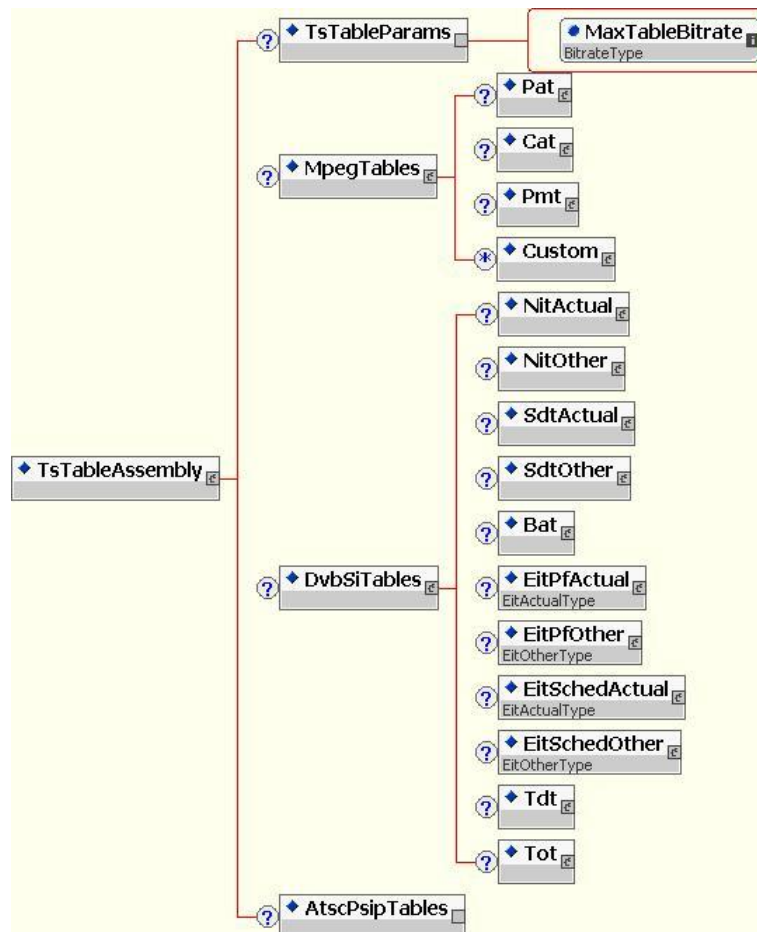 TsTableParams
MaxTableBitrate
BitrateType
? 
MpegTables
?
Pat
?
Cat
?
Pmt
?
Custom
*
TsTableAssembly
DvbSiTables
?
NitActual
?
NitOther
?
SdtActual
?
SdtOther
?
Bat
?
EitPfActual
EitActualType
?
EitPfOther
EitOtherType
?
EitSchedActual
EitActualType
?
EitSchedOther
EitOtherType
?
Tdt
?
Tot
?
AtscPsipTables
?